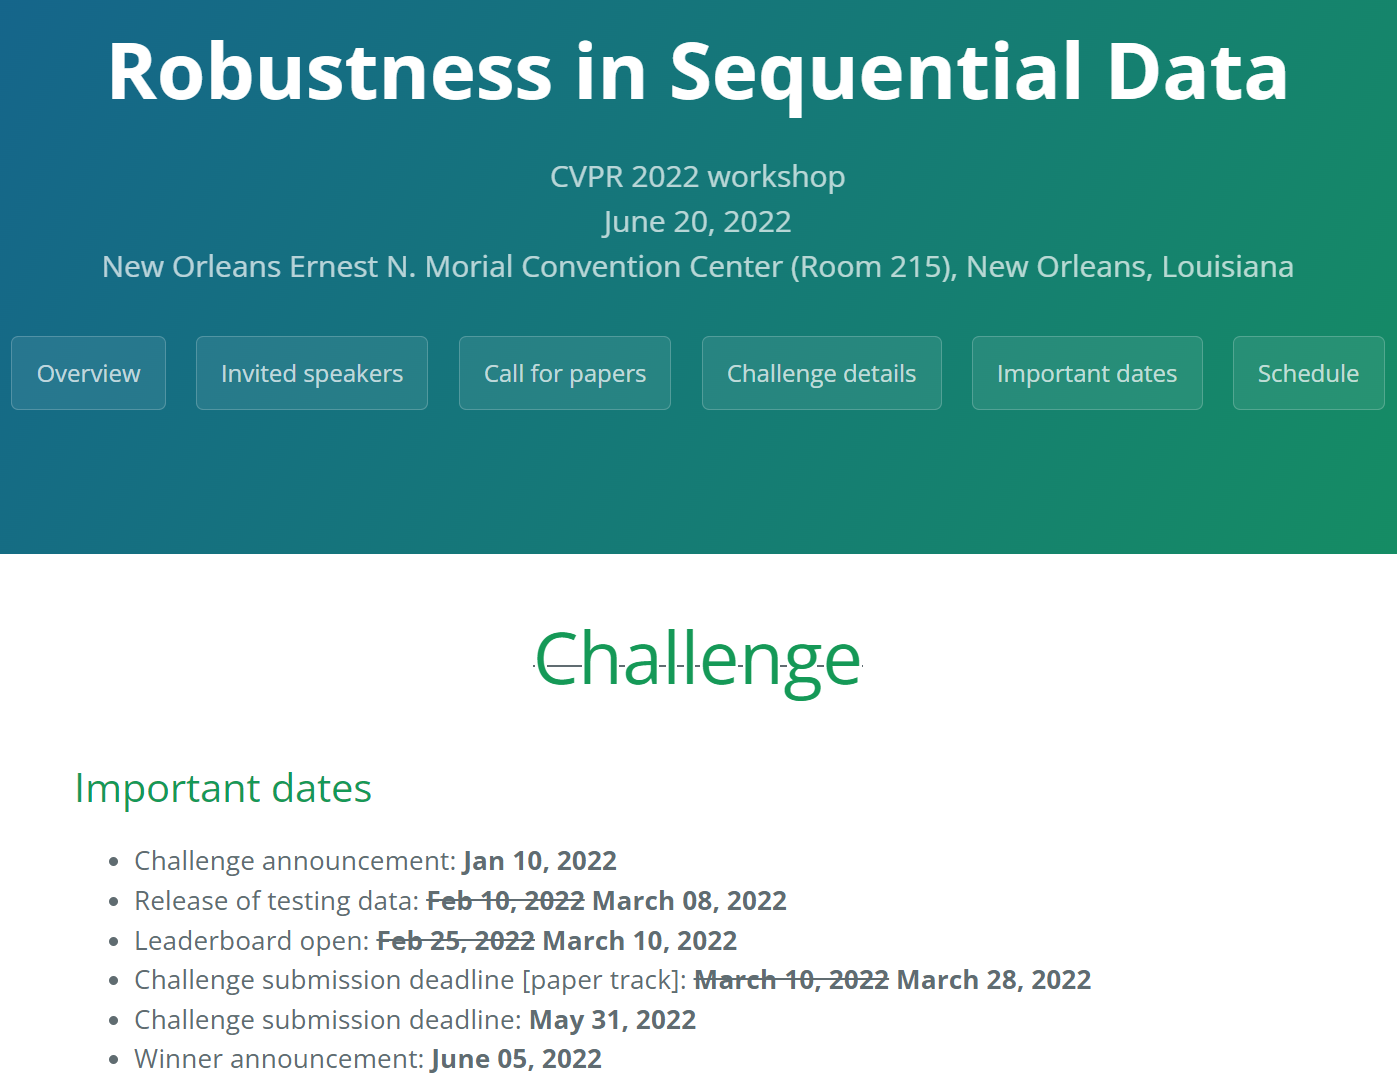 Robustness in Sequential Data
CVPR 2022 workshop
June 20, 2022
New Orleans Ernest N. Morial Convention Center (Room 215), New Orleans, Louisiana
Overview
Invited speakers
Call for papers
Challenge details
Important dates
Schedule
Challenge
Important dates
Challenge announcement: Jan 10, 2022
Release of testing data: Feb 10, 2022 March 08, 2022
Leaderboard open: Feb 25, 2022 March 10, 2022
Challenge submission deadline [paper track]: March 10, 2022 March 28, 2022
Challenge submission deadline: May 31, 2022
Winner announcement: June 05, 2022